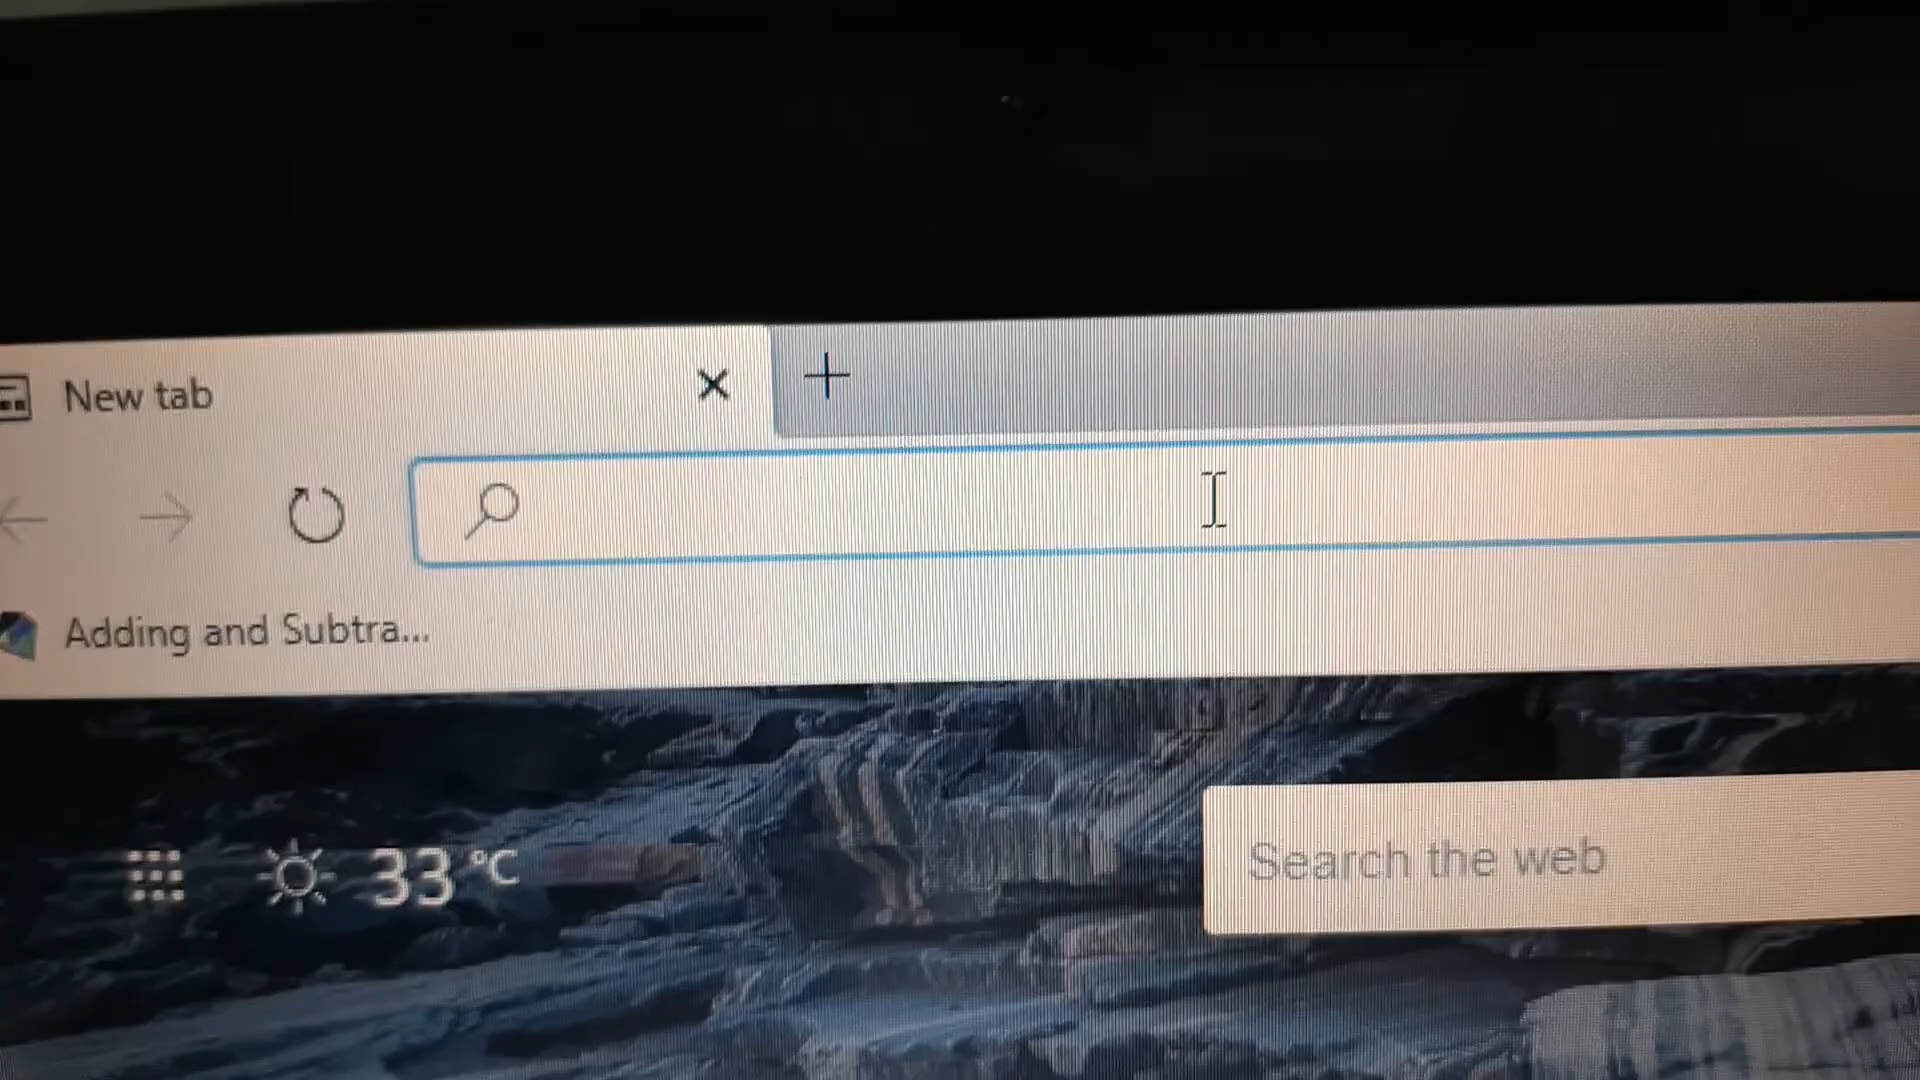 New tab
Adding and Subtra...
33 °C
Search the web